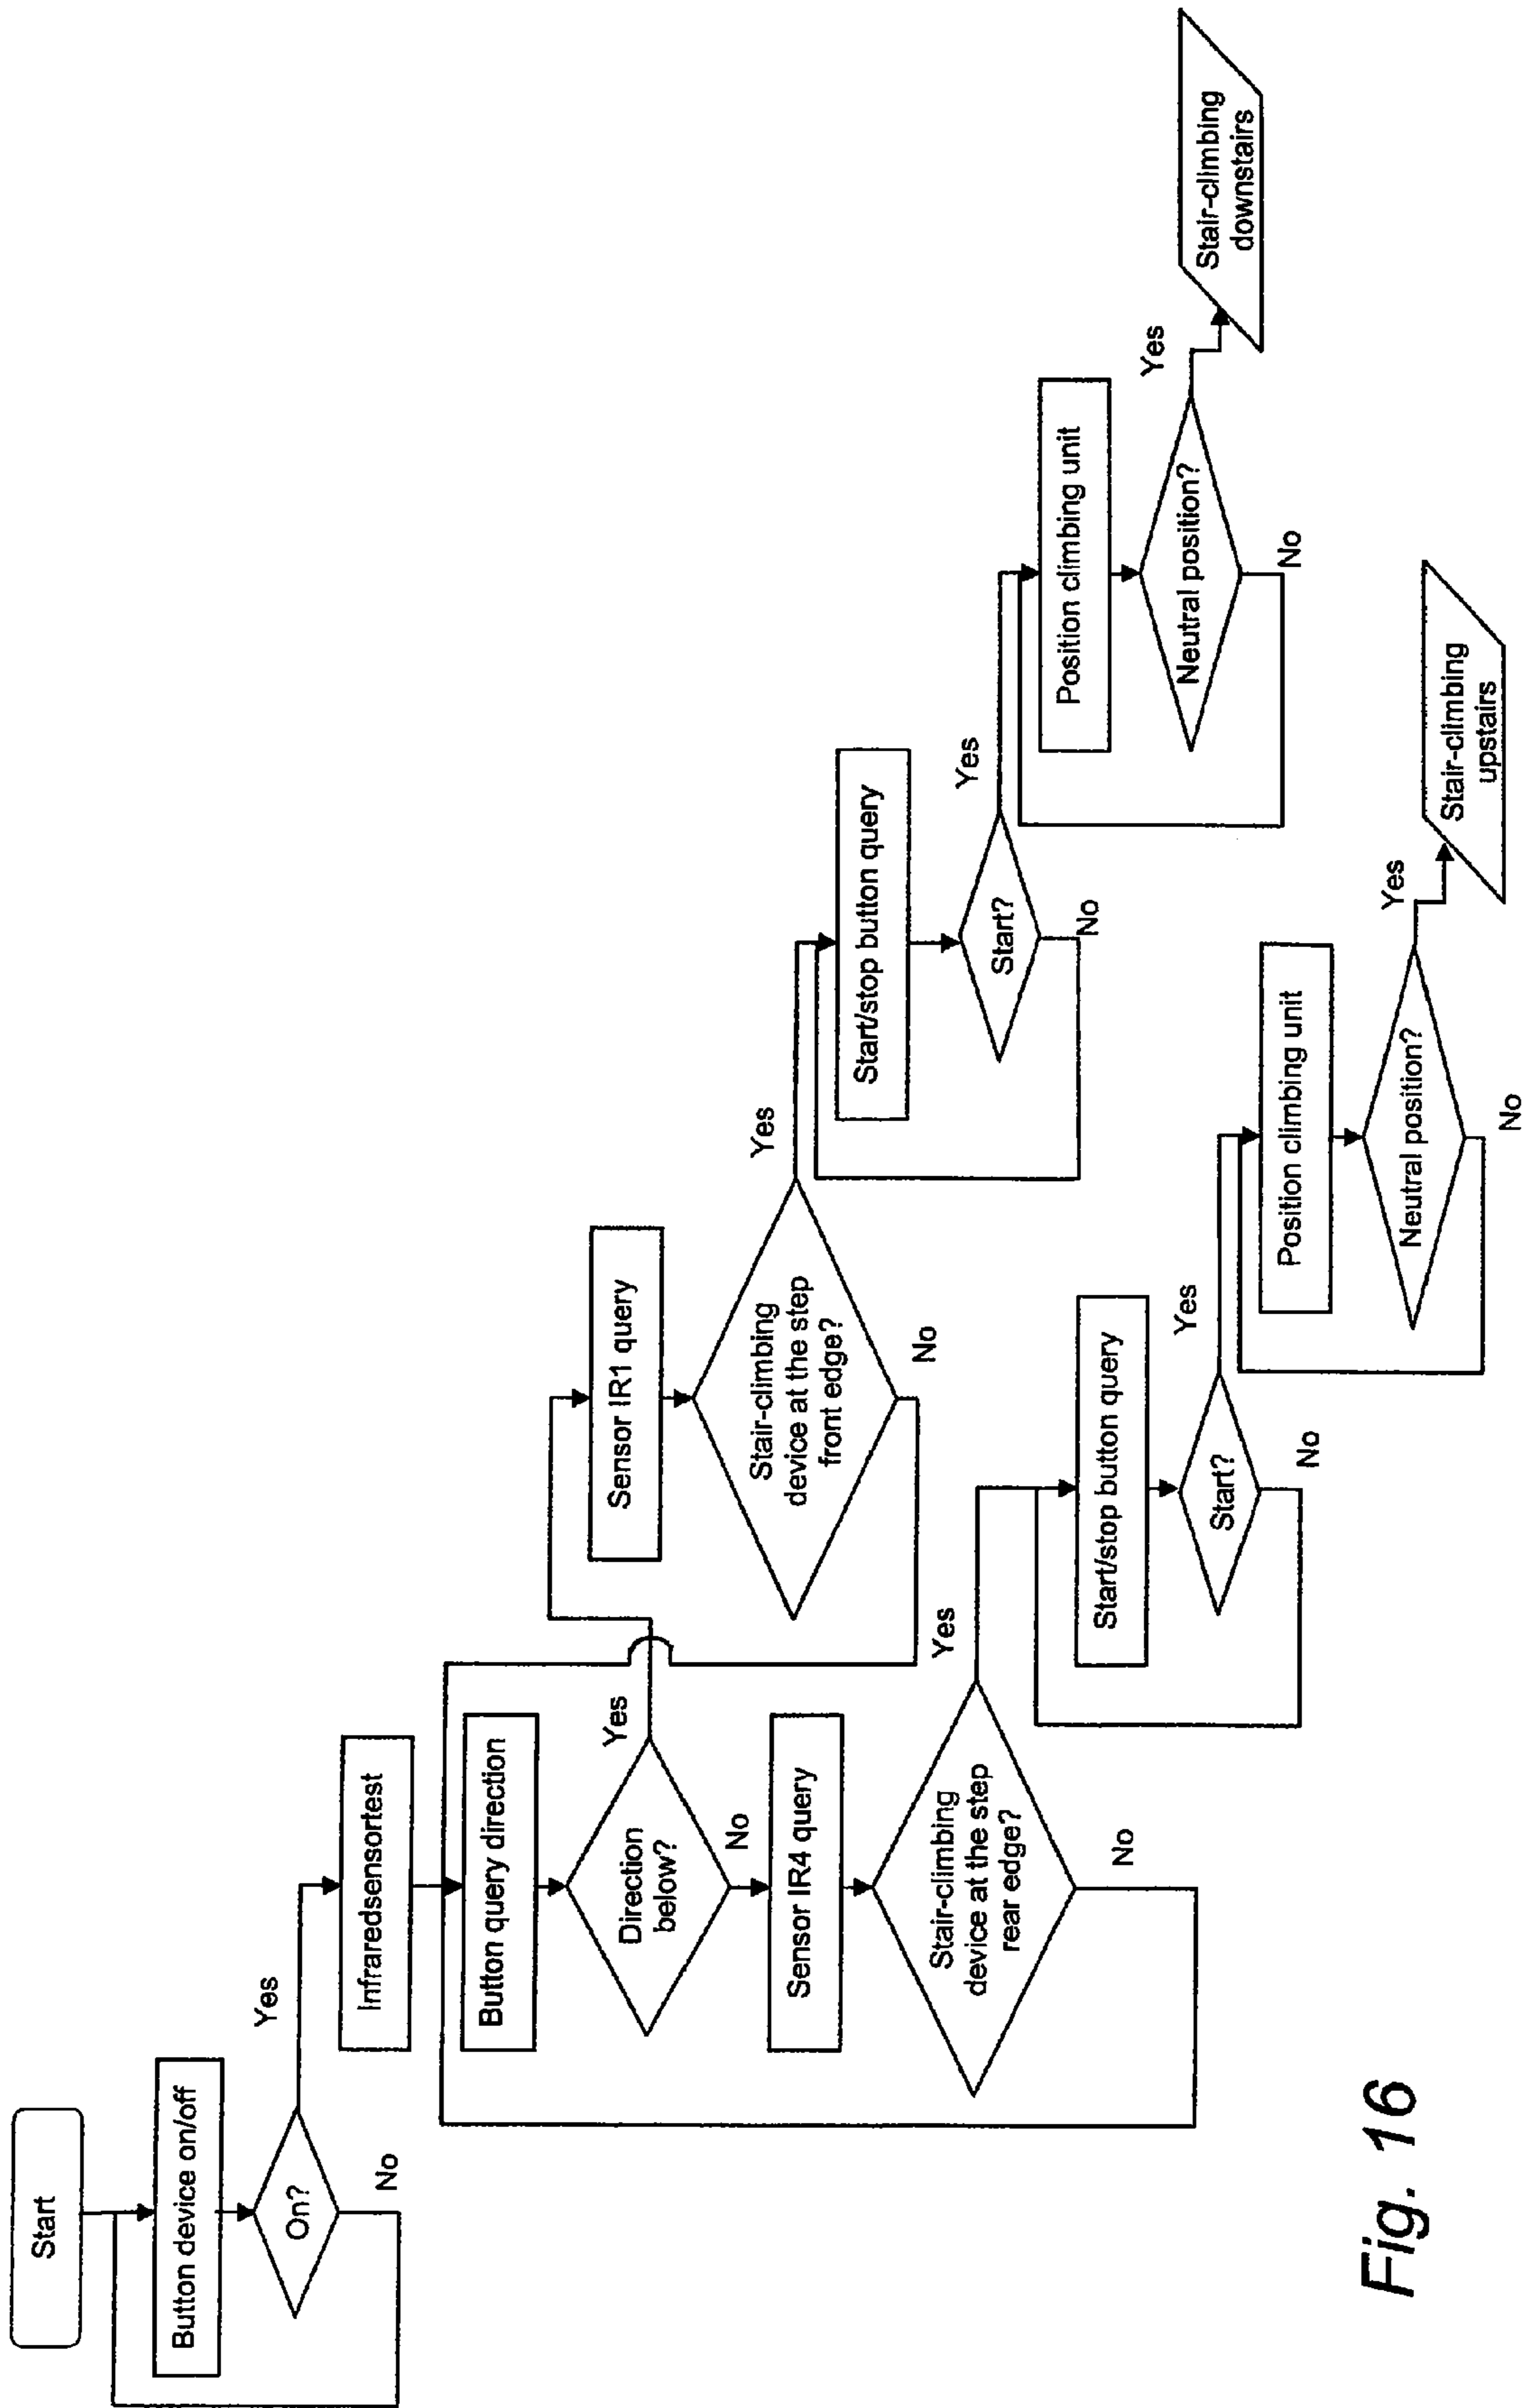 Start
Button device on/off
On?
Yes
No
Infraredsensortest
Button query direction
Direction
below?
Yes
No
Sensor IR4 query
Stair-climbing
device at the step
rear edge?
Yes
No
Sensor IR1 query
Stair-climbing
device at the step
front edge?
Yes
No
Start/stop button query
Start?
Yes
No
Position climbing unit
Neutral position?
Yes
No
Stair-climbing
downstairs
Start/stop button query
Start?
Yes
No
Position climbing unit
Neutral position?
Yes
No
Stair-climbing
upstairs
Fig. 16